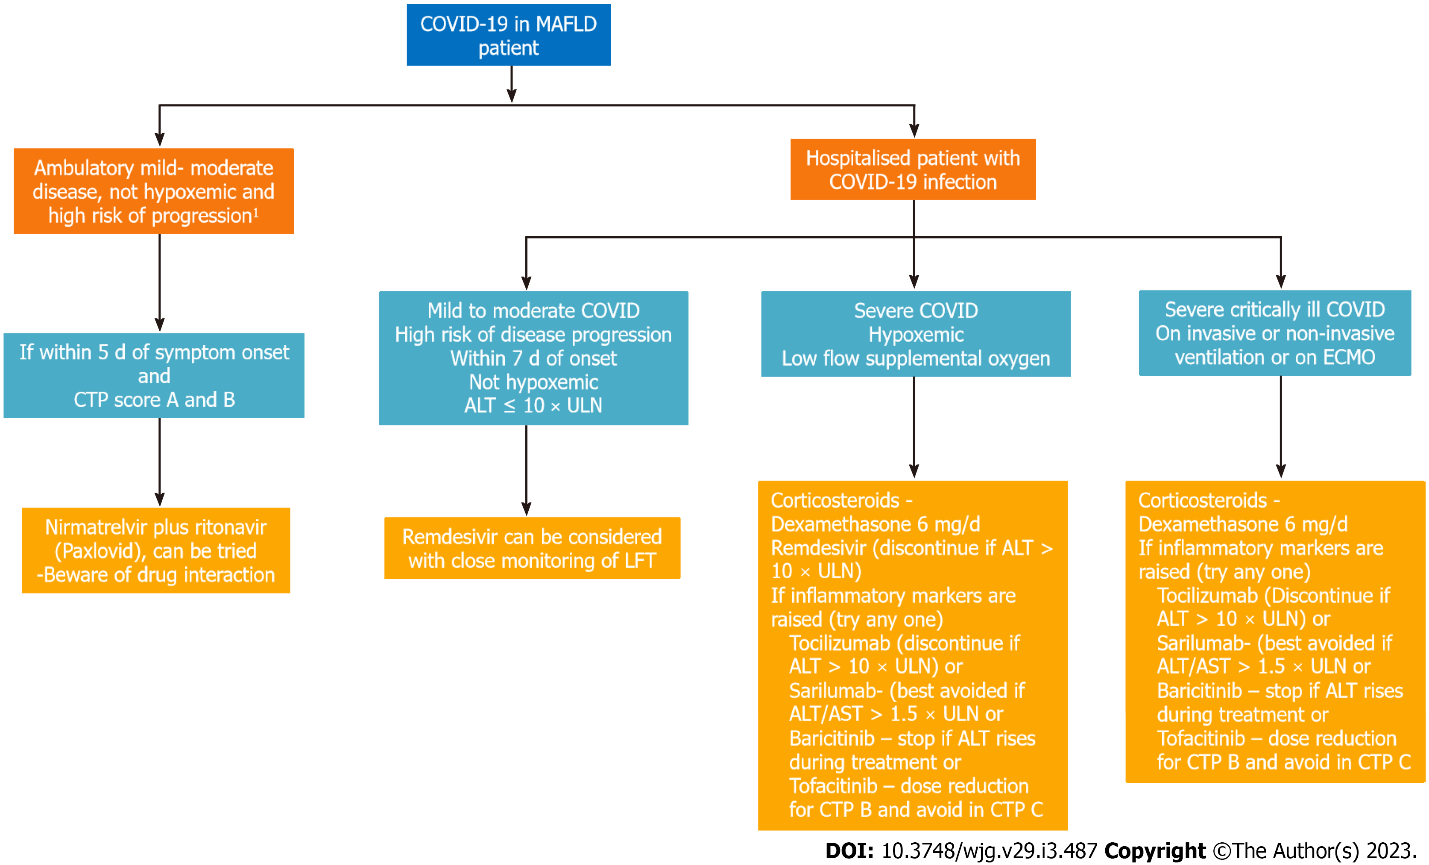 COVID-19 in MAFLD
patient
Ambulatory mild- moderate
disease, not hypoxemic and
high risk of progression¹
Hospitalised patient with
COVID-19 infection
If within 5 d of symptom onset
and
CTP score A and B
Mild to moderate COVID
High risk of disease progression
Within 7 d of onset
Not hypoxemic
ALT ≤ 10 × ULN
Severe COVID
Hypoxemic
Low flow supplemental oxygen
Severe critically ill COVID
On invasive or non-invasive
ventilation or on ECMO
Nirmatrelvir plus ritonavir
(Paxlovid), can be tried
-Beware of drug interaction
Remdesivir can be considered
with close monitoring of LFT
Corticosteroids -
Dexamethasone 6 mg/d
Remdesivir (discontinue if ALT >
10 × ULN)
If inflammatory markers are
raised (try any one)
Tocilizumab (discontinue if
ALT > 10 × ULN) or
Sarilumab- (best avoided if
ALT/AST > 1.5 × ULN or
Baricitinib – stop if ALT rises
during treatment or
Tofacitinib – dose reduction
for CTP B and avoid in CTP C
Corticosteroids -
Dexamethasone 6 mg/d
If inflammatory markers are
raised (try any one)
Tocilizumab (Discontinue if
ALT > 10 × ULN) or
Sarilumab- (best avoided if
ALT/AST > 1.5 × ULN or
Baricitinib – stop if ALT rises
during treatment or
Tofacitinib – dose reduction
for CTP B and avoid in CTP C
DOI: 10.3748/wjg.v29.i3.487 Copyright ©The Author(s) 2023.